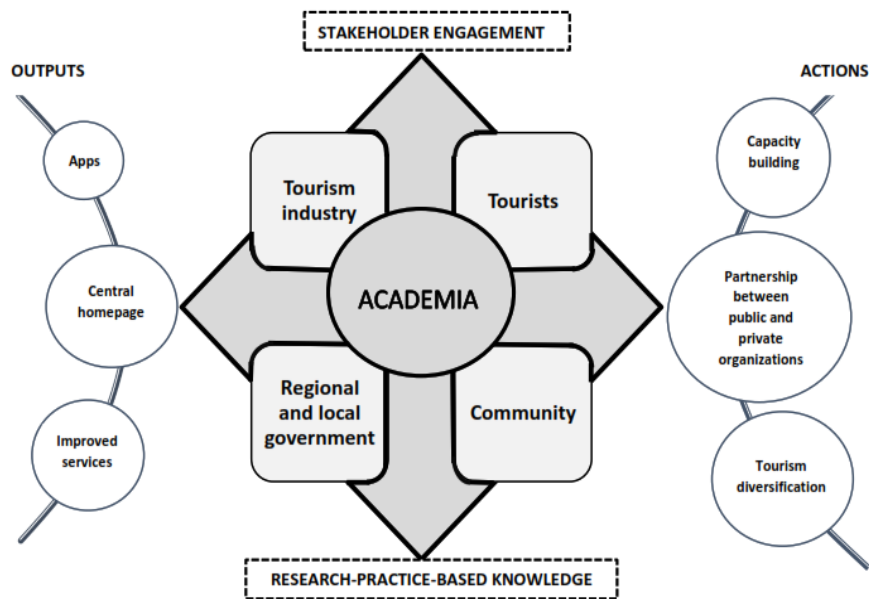 STAKEHOLDER ENGAGEMENT
OUTPUTS
Apps
Central
homepage
Improved
services
Tourism
industry
Tourists
ACADEMIA
Regional
and local
government
Community
ACTIONS
Capacity
building
Partnership
between
public and
private
organizations
Tourism
diversification
RESEARCH-PRACTICE-BASED KNOWLEDGE